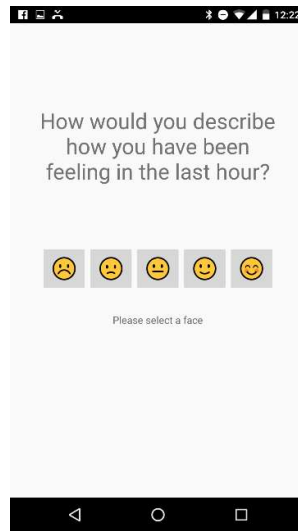 12:22
How would you describe
how you have been
feeling in the last hour?
Please select a face